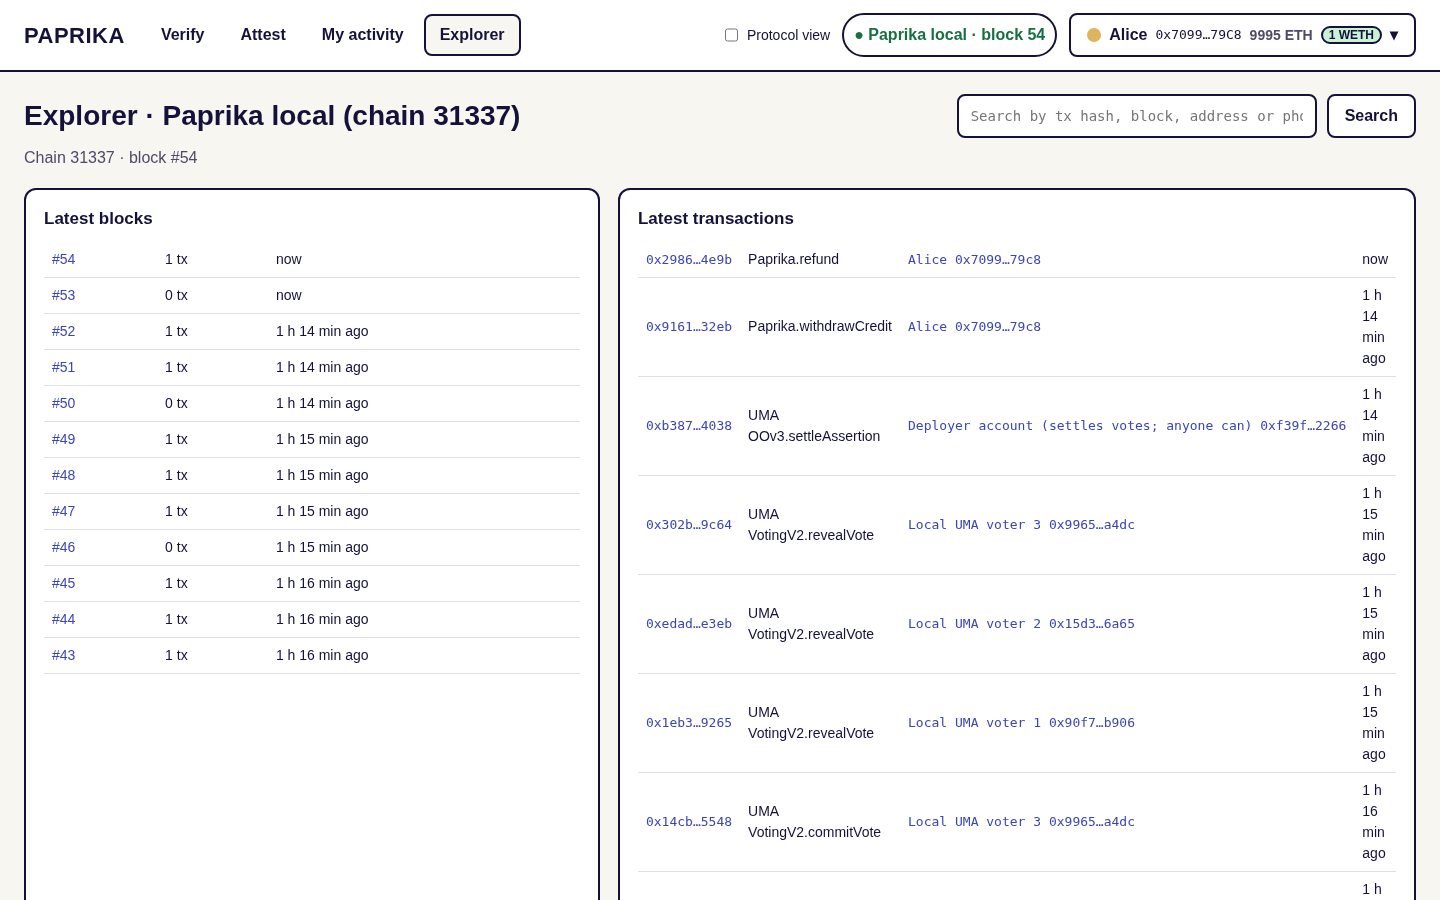 PAPRIKA Verify Attest My activity Explorer Protocol view ● Paprika local · block 54 Alice 0x7099…79C8 9995 ETH 1 WETH ▼
Explorer · Paprika local (chain 31337) Search by tx hash, block, address or pho Search
Chain 31337 · block #54
Latest blocks
#54 1 tx now
#53 0 tx now
#52 1 tx 1 h 14 min ago
#51 1 tx 1 h 14 min ago
#50 0 tx 1 h 14 min ago
#49 1 tx 1 h 15 min ago
#48 1 tx 1 h 15 min ago
#47 1 tx 1 h 15 min ago
#46 0 tx 1 h 15 min ago
#45 1 tx 1 h 16 min ago
#44 1 tx 1 h 16 min ago
#43 1 tx 1 h 16 min ago
Latest transactions
0x2986…4e9b Paprika.refund Alice 0x7099…79c8 now
0x9161…32eb Paprika.withdrawCredit Alice 0x7099…79c8
1 h
14
min
ago
0xb387…4038
UMA
OOv3.settleAssertion
Deployer account (settles votes; anyone can) 0xf39f…2266
1 h
14
min
ago
0x302b…9c64
UMA
VotingV2.revealVote
Local UMA voter 3 0x9965…a4dc
1 h
15
min
ago
0xedad…e3eb
UMA
VotingV2.revealVote
Local UMA voter 2 0x15d3…6a65
1 h
15
min
ago
0x1eb3…9265
UMA
VotingV2.revealVote
Local UMA voter 1 0x90f7…b906
1 h
15
min
ago
0x14cb…5548
UMA
VotingV2.commitVote
Local UMA voter 3 0x9965…a4dc
1 h
16
min
ago
1 h